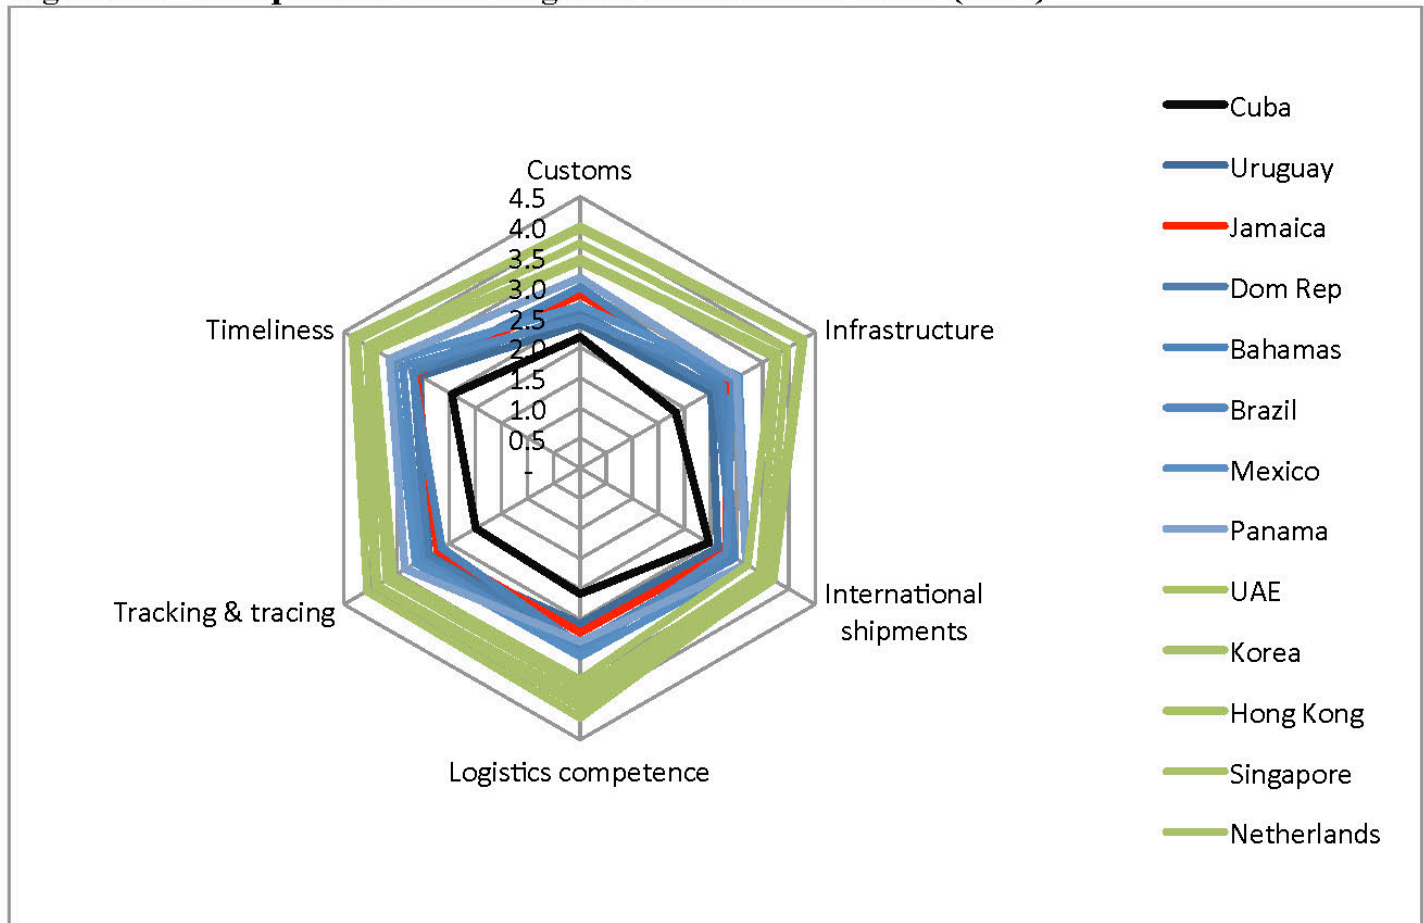 Customs
4.5
4.0
3.5
3.0
2.5
2.0
1.5
1.0
0.5
-
Infrastructure
International
shipments
Logistics competence
Tracking & tracing
Timeliness
Cuba
Uruguay
Jamaica
Dom Rep
Bahamas
Brazil
Mexico
Panama
UAE
Korea
Hong Kong
Singapore
Netherlands